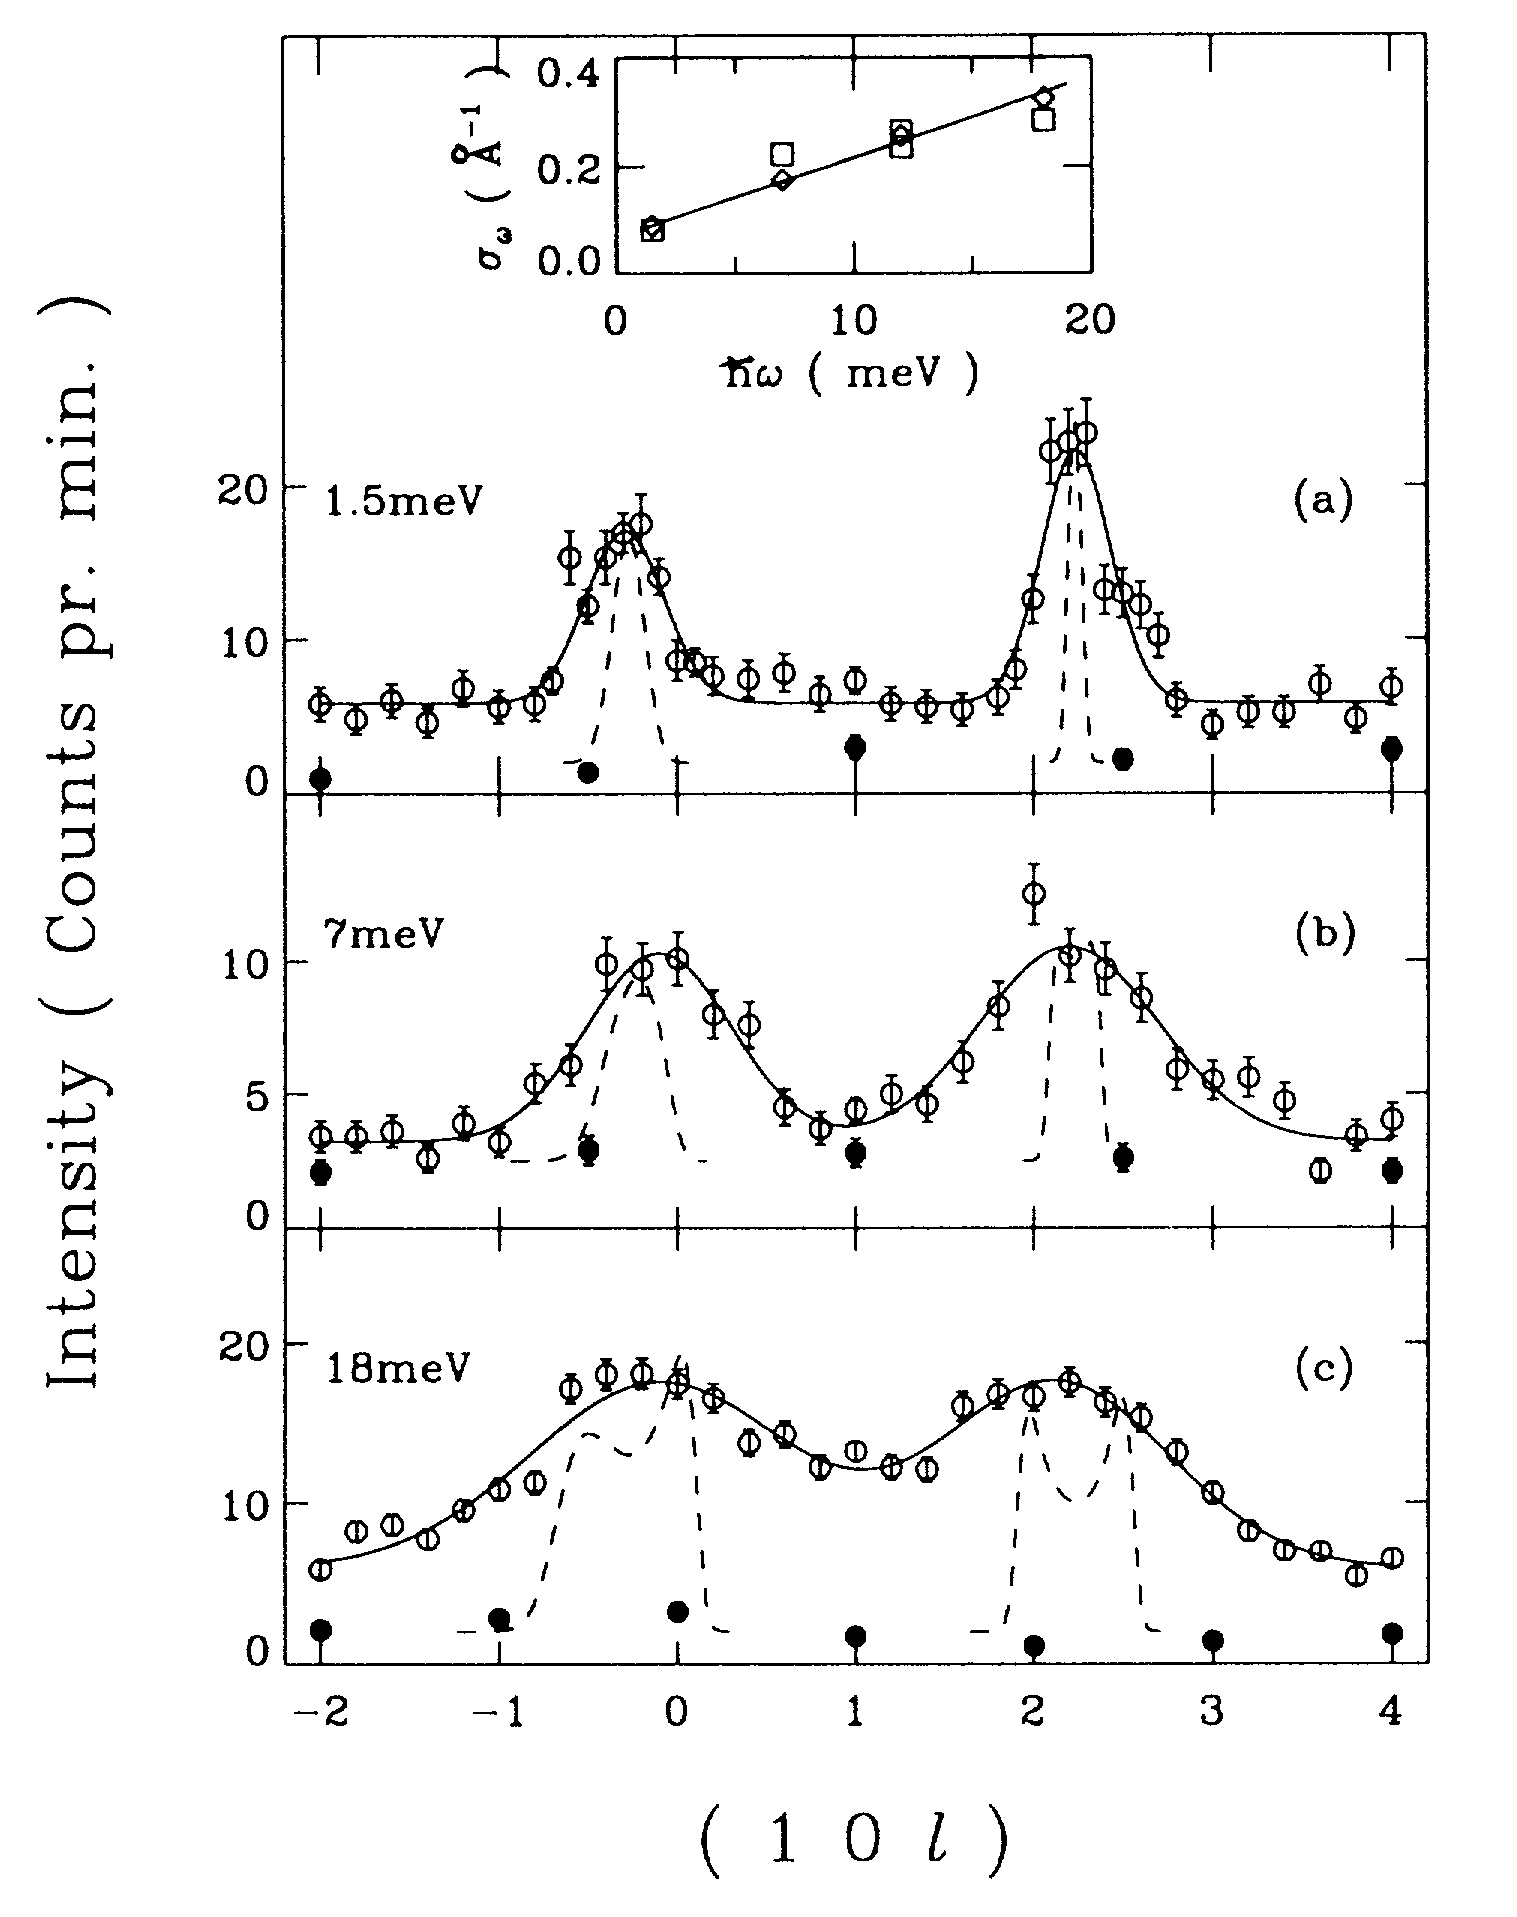 σω ( Å⁻¹ )
0.4
0.2
0.0
0 10 20
ħω ( meV )
Intensity ( Counts pr. min. )
20
10
0
1.5meV
(a)
10
5
0
7meV
(b)
20
10
0
18meV
(c)
-2 -1 0 1 2 3 4
( 1 0 l )